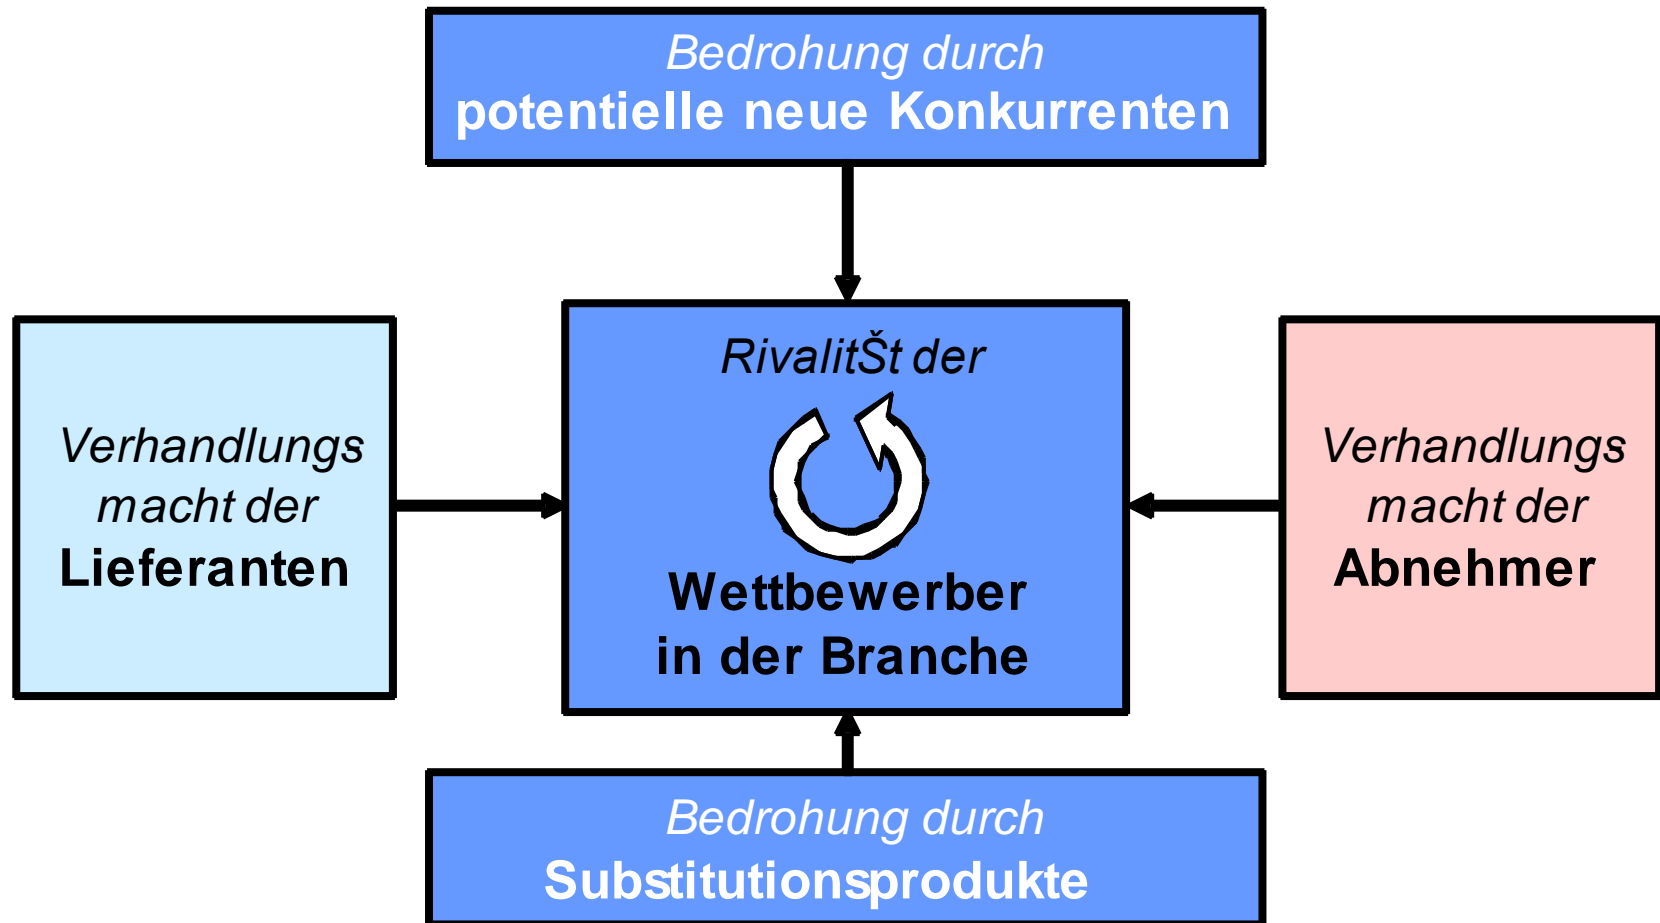 Bedrohung durch
potentielle neue Konkurrenten
RivalitŠt der
Wettbewerber
in der Branche
Verhandlungs
macht der
Lieferanten
Verhandlungs
macht der
Abnehmer
Bedrohung durch
Substitutionsprodukte